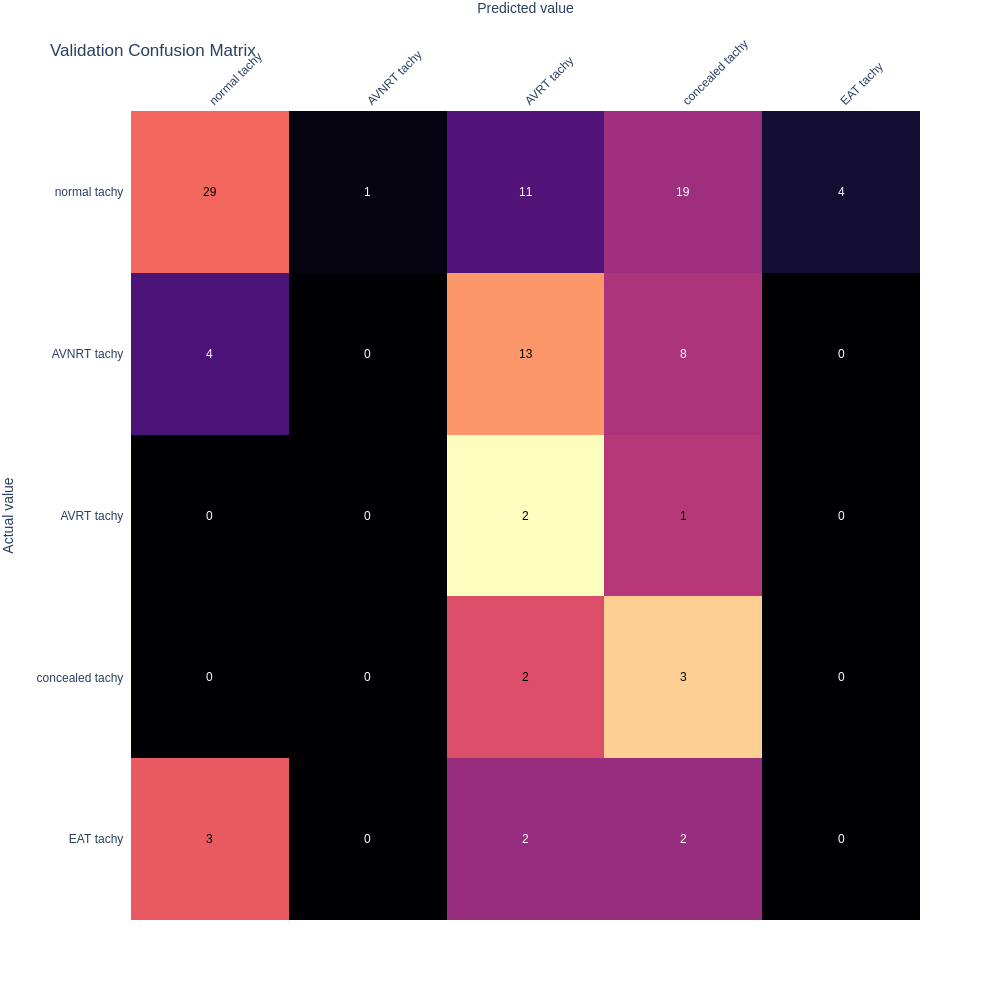 Predicted value
Validation Confusion Matrix
normal tachy AVNRT tachy AVRT tachy concealed tachy EAT tachy
normal tachy 29 1 11 19 4
AVNRT tachy 4 0 13 8 0
Actual value
AVRT tachy 0 0 2 1 0
concealed tachy 0 0 2 3 0
EAT tachy 3 0 2 2 0